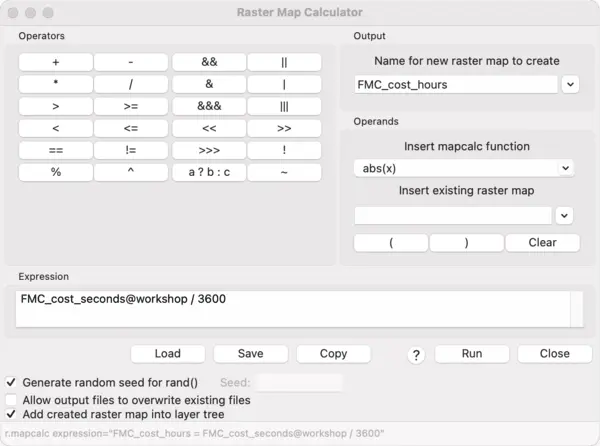 Raster Map Calculator
Operators
Output
+ - && ||
* / & |
> >= &&& |||
< <= << >>
== != >>> !
% ^ a ? b : c ~
Name for new raster map to create
FMC_cost_hours
Operands
Insert mapcalc function
abs(x)
Insert existing raster map
( ) Clear
Expression
FMC_cost_seconds@workshop / 3600
Load Save Copy ? Run Close
Generate random seed for rand() Seed:
Allow output files to overwrite existing files
Add created raster map into layer tree
r.mapcalc expression="FMC_cost_hours = FMC_cost_seconds@workshop / 3600"